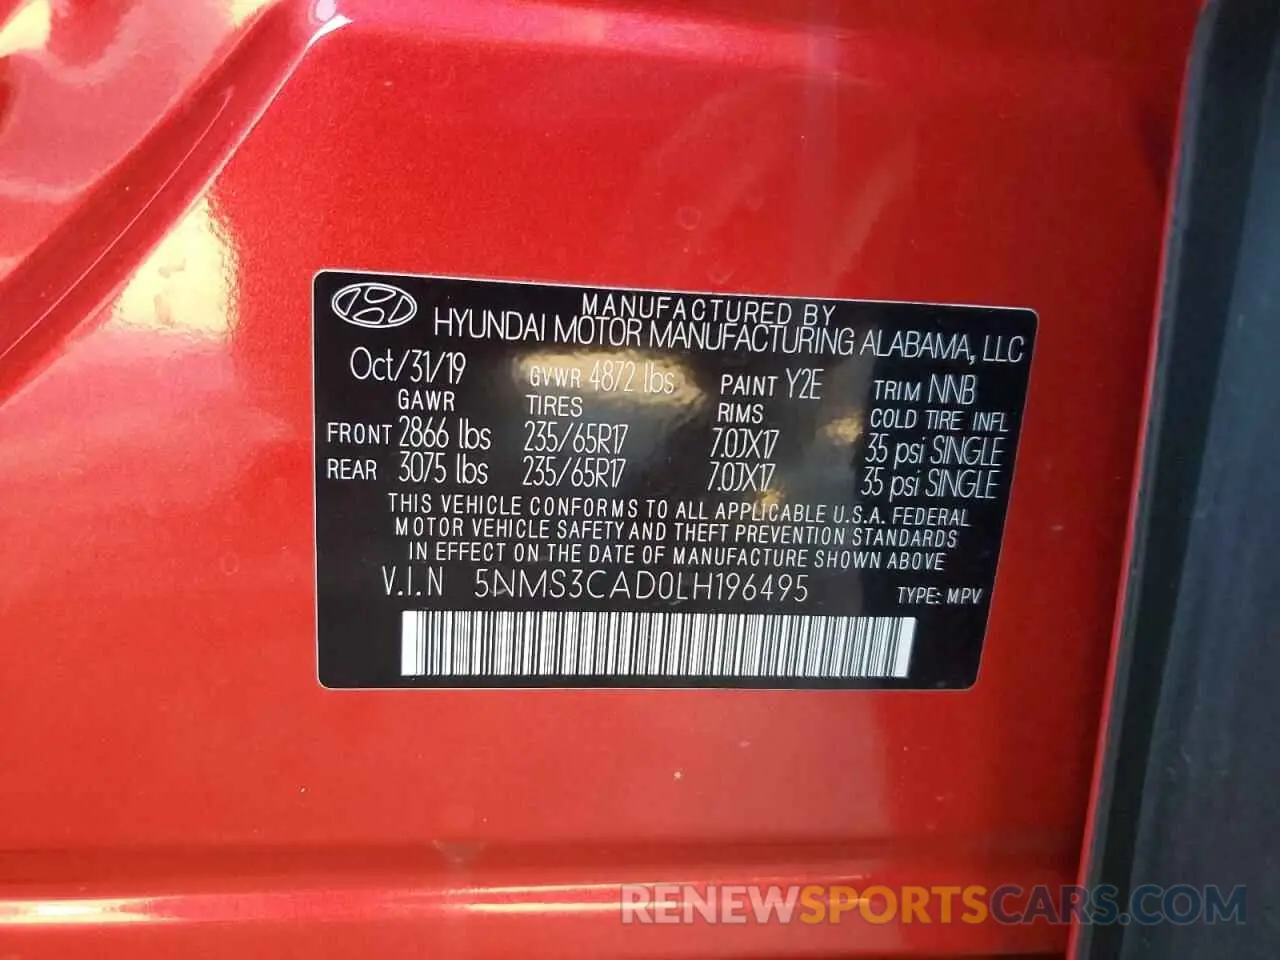 MANUFACTURED BY
HYUNDAI MOTOR MANUFACTURING ALABAMA, LLC
Oct/31/19 GVWR 4872 lbs PAINT Y2E TRIM NNB
GAWR TIRES RIMS COLD TIRE INFL
FRONT 2866 lbs 235/65R17 7.0JX17 35 psi SINGLE
REAR 3075 lbs 235/65R17 7.0JX17 35 psi SINGLE
THIS VEHICLE CONFORMS TO ALL APPLICABLE U.S.A. FEDERAL
MOTOR VEHICLE SAFETY AND THEFT PREVENTION STANDARDS
IN EFFECT ON THE DATE OF MANUFACTURE SHOWN ABOVE
V.I.N 5NMS3CAD0LH196495 TYPE: MPV
RENEWSPORTSCARS.COM